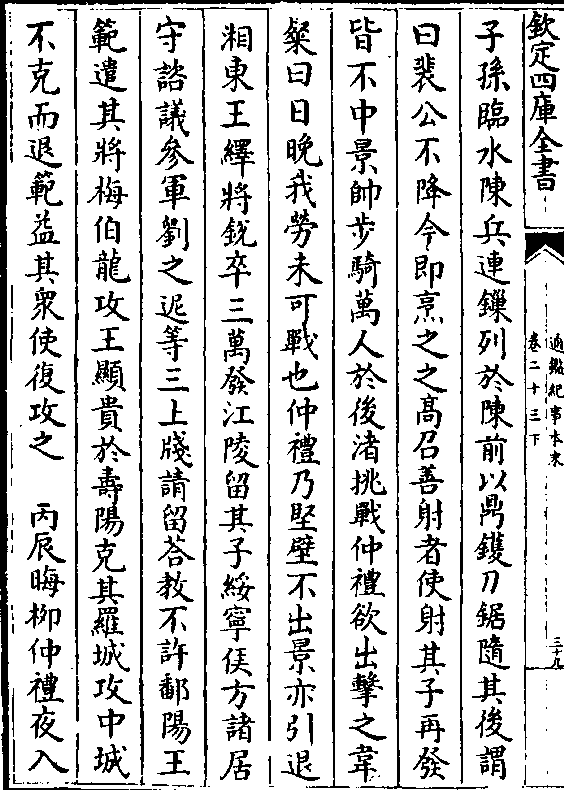 欽定四庫全書
通鑑紀事本末
卷二十三下
三十九
子孫臨水陳兵連鏁列於陳前以鼎鑊刀鋸隨其後謂
曰裴公不降今即烹之之髙召善射者使射其子再發
皆不中景帥步騎萬人於後渚挑戰仲禮欲出擊之韋
粲曰日晚我勞未可戰也仲禮乃堅壁不出景亦引退
湘東王繹將銳卒三萬發江陵留其子綏寧侯方諸居
守諮議參軍劉之迡等三上牋請留荅教不許鄱陽王
範遣其將梅伯龍攻王顯貴於壽陽克其羅城攻中城
不克而退範益其衆使復攻之　丙辰晦栁仲禮夜入